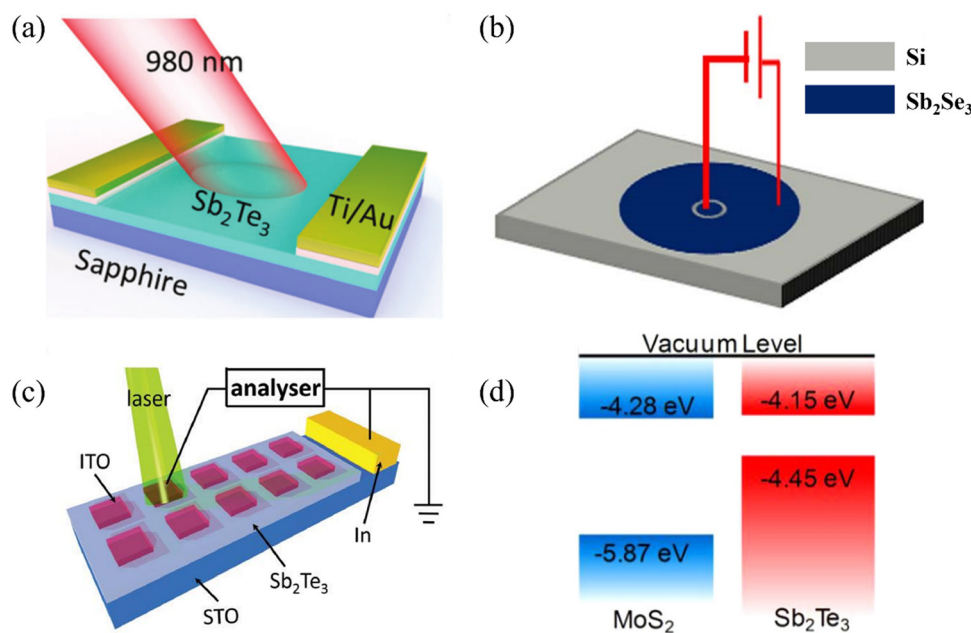 (a)
980 nm
Sb₂Te₃
Ti/Au
Sapphire
(b)
Si
Sb₂Se₃
(c)
laser
analyser
ITO
In
Sb₂Te₃
STO
(d)
Vacuum Level
-4.28 eV
-4.15 eV
-4.45 eV
-5.87 eV
MoS₂
Sb₂Te₃